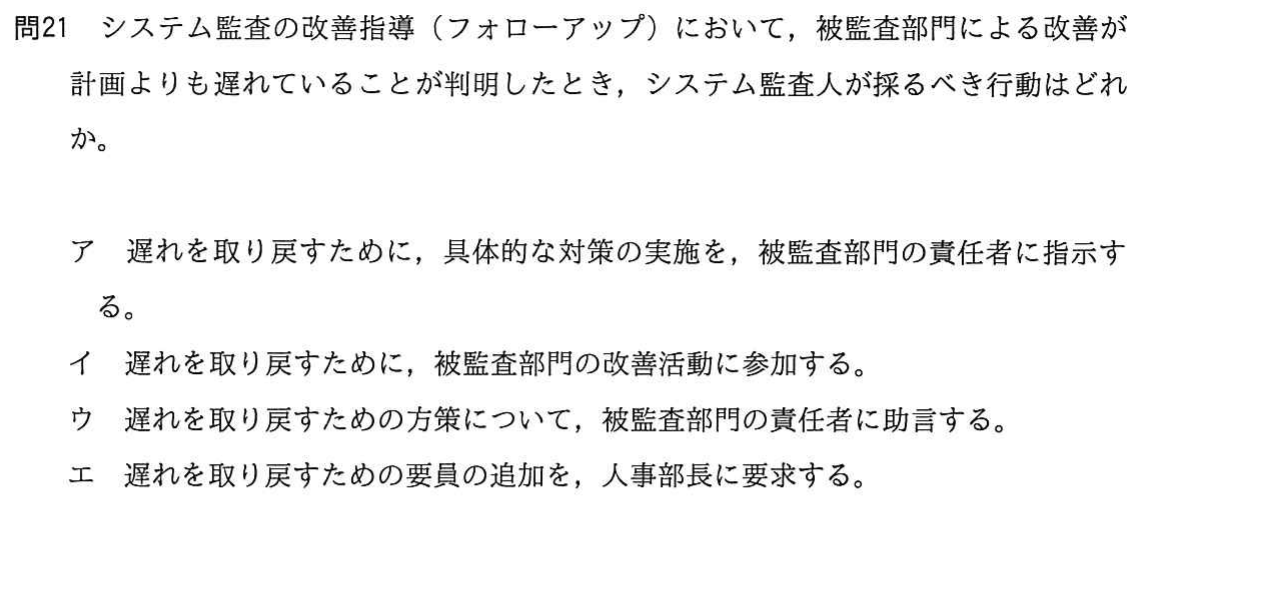 問21　システム監査の改善指導（フォローアップ）において，被監査部門による改善が
計画よりも遅れていることが判明したとき，システム監査人が採るべき行動はどれ
か。
ア　遅れを取り戻すために，具体的な対策の実施を，被監査部門の責任者に指示す
る。
イ　遅れを取り戻すために，被監査部門の改善活動に参加する。
ウ　遅れを取り戻すための方策について，被監査部門の責任者に助言する。
エ　遅れを取り戻すための要員の追加を，人事部長に要求する。